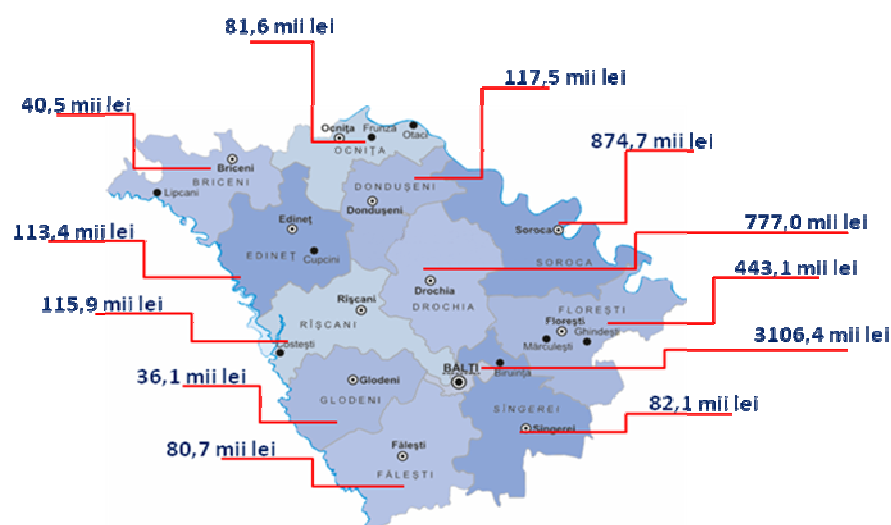 81,6 mii lei
117,5 mii lei
40,5 mii lei
874,7 mii lei
Ocnița
Frunză
Otaci
OCNIȚA
Briceni
BRICENI
Lipcani
DONDUȘENI
Dondușeni
Edineț
EDINEȚ
Cupcini
113,4 mii lei
Soroca
SOROCA
777,0 mii lei
443,1 mii lei
Drochia
DROCHIA
115,9 mii lei
Rîșcani
RÎȘCANI
Costești
FLOREȘTI
Florești
Ghindești
Mărculești
3106,4 mii lei
BĂLȚI
Biruința
36,1 mii lei
Glodeni
GLODENI
SÎNGEREI
Sîngerei
82,1 mii lei
80,7 mii lei
Fălești
FĂLEȘTI